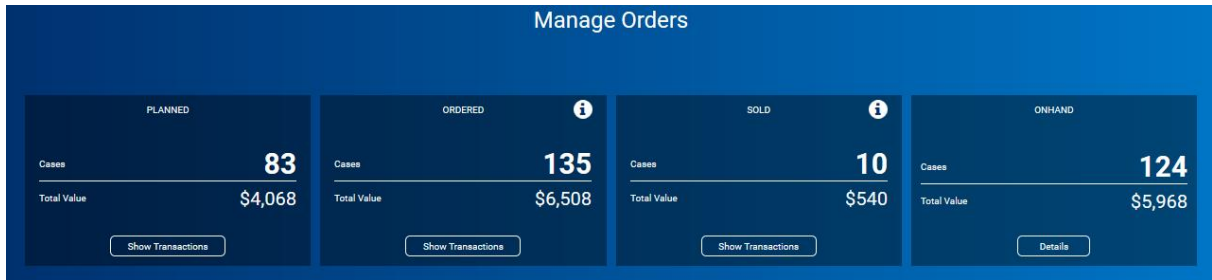 Manage Orders
PLANNED
Cases 83
Total Value $4,068
Show Transactions
ORDERED
Cases 135
Total Value $6,508
Show Transactions
SOLD
Cases 10
Total Value $540
Show Transactions
ONHAND
Cases 124
Total Value $5,968
Details